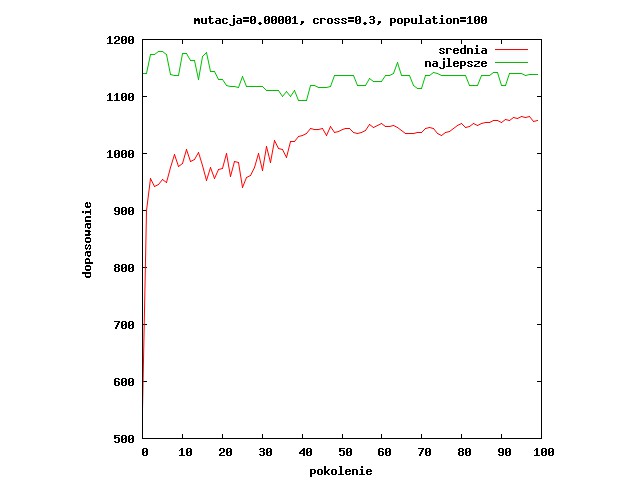 mutacja=0.00001, cross=0.3, population=100
1200
1100
1000
900
800
700
600
500
dopasowanie
srednia
najlepsze
0 10 20 30 40 50 60 70 80 90 100
pokolenie